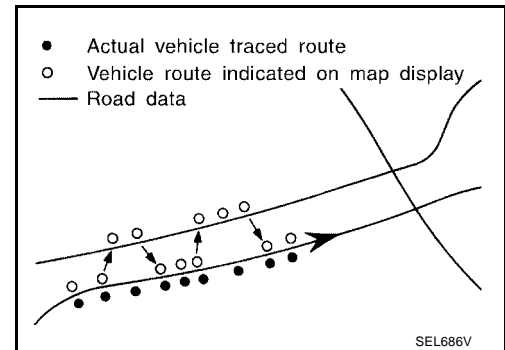 Actual vehicle traced route
Vehicle route indicated on map display
Road data
SEL686V